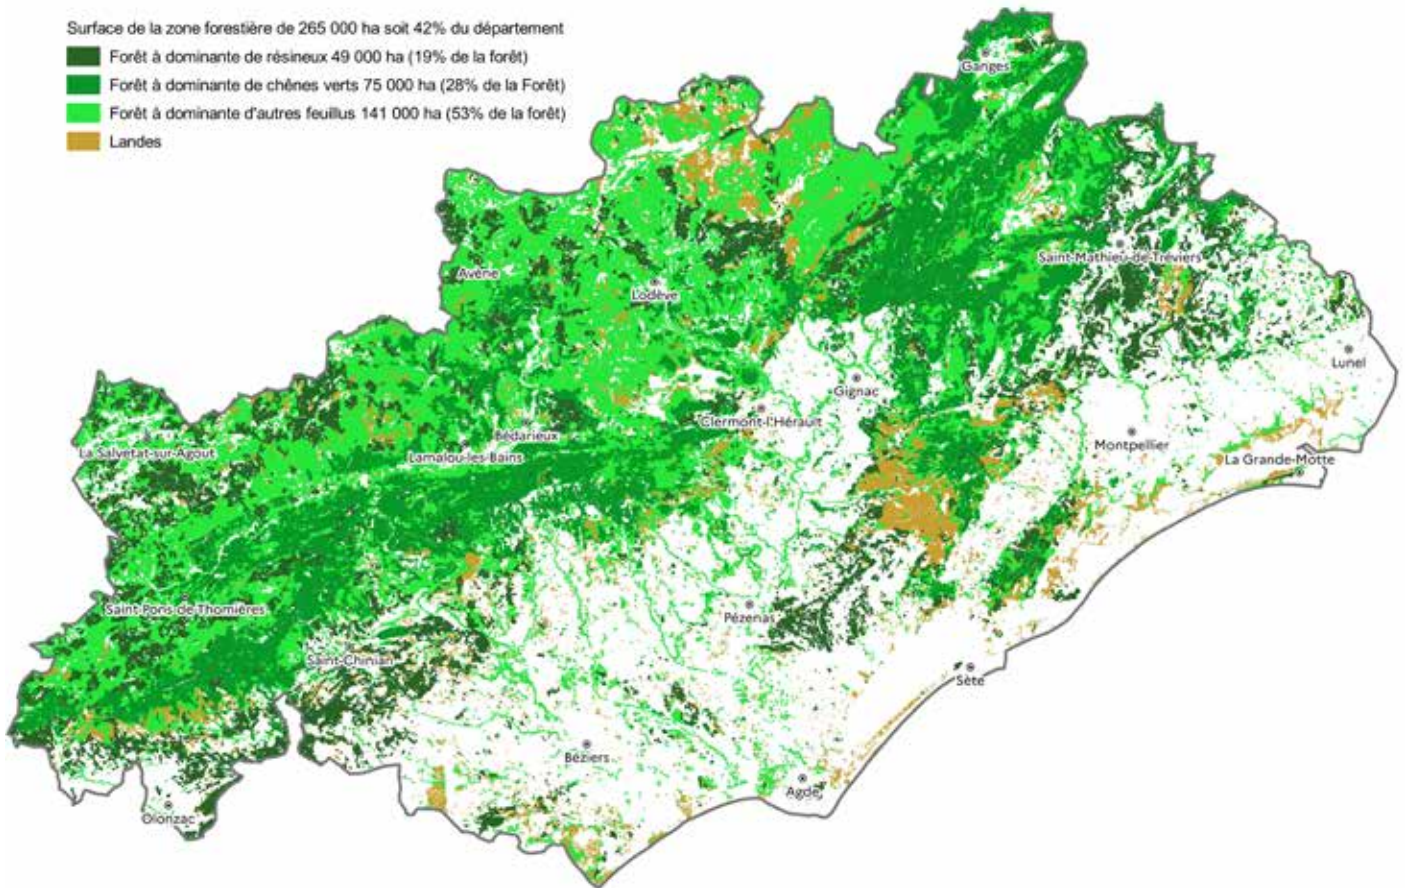 Surface de la zone forestière de 265 000 ha soit 42% du département
Forêt à dominante de résineux 49 000 ha (19% de la forêt)
Forêt à dominante de chênes verts 75 000 ha (28% de la Forêt)
Forêt à dominante d'autres feuillus 141 000 ha (53% de la forêt)
Landes
Ganges
Saint-Mathieu-de-Tréviers
Avène
Lodève
Lunel
Gignac
Clermont-l'Hérault
Bédarieux
Montpellier
La Salvetat-sur-Agout
Lamalou-les-Bains
La Grande-Motte
Saint-Pons-de-Thomières
Pézenas
Saint-Chinian
Sète
Béziers
Agde
Olonzac